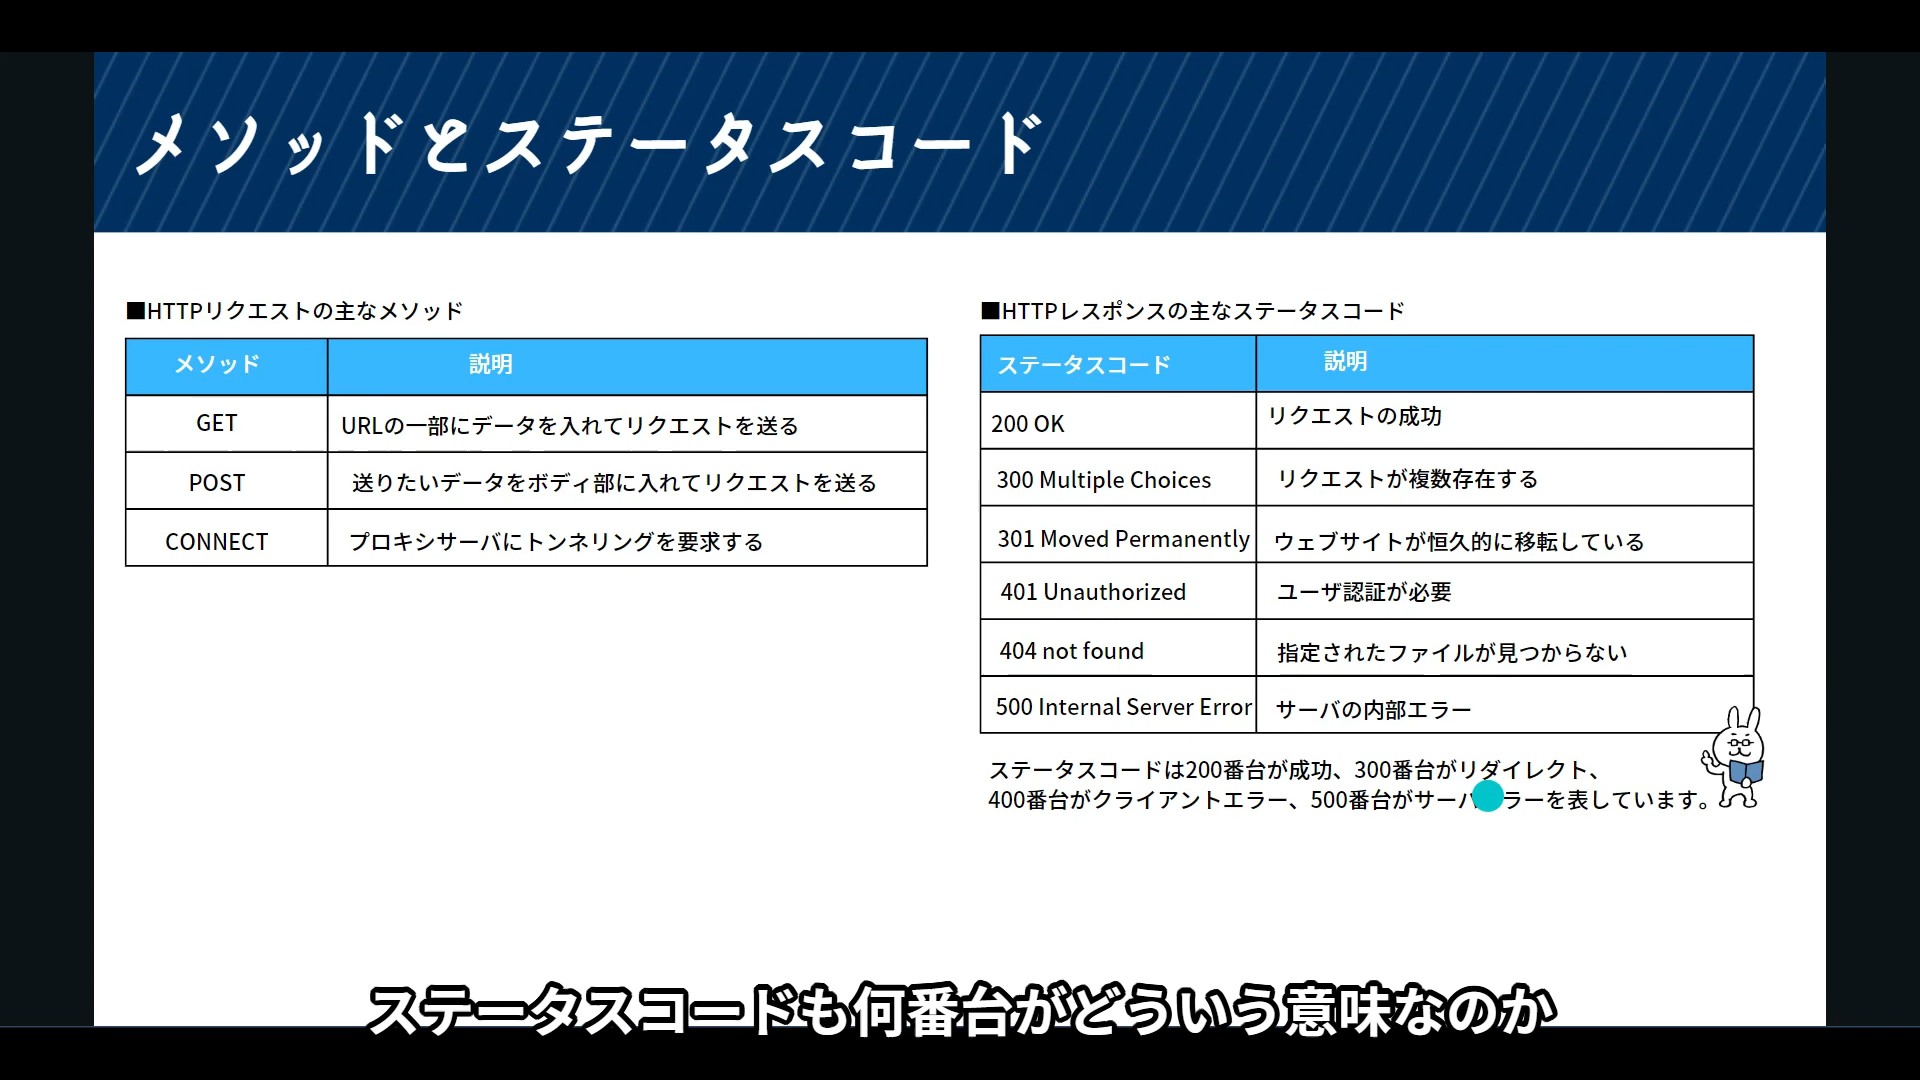 メソッドとステータスコード
■HTTPリクエストの主なメソッド
メソッド 説明
GET URLの一部にデータを入れてリクエストを送る
POST 送りたいデータをボディ部に入れてリクエストを送る
CONNECT プロキシサーバにトンネリングを要求する
■HTTPレスポンスの主なステータスコード
ステータスコード 説明
200 OK リクエストの成功
300 Multiple Choices リクエストが複数存在する
301 Moved Permanently ウェブサイトが恒久的に移転している
401 Unauthorized ユーザ認証が必要
404 not found 指定されたファイルが見つからない
500 Internal Server Error サーバの内部エラー
ステータスコードは200番台が成功、300番台がリダイレクト、
400番台がクライアントエラー、500番台がサーバ ラーを表しています。
ステータスコードも何番台がどういう意味なのか